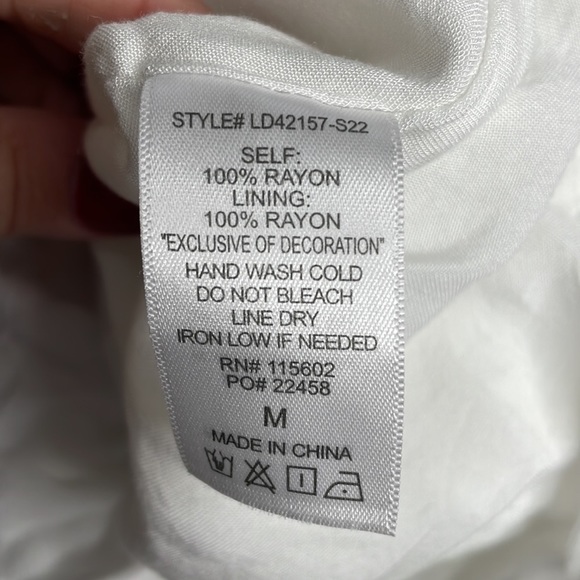 STYLE# LD42157-S22
SELF:
100% RAYON
LINING:
100% RAYON
"EXCLUSIVE OF DECORATION"
HAND WASH COLD
DO NOT BLEACH
LINE DRY
IRON LOW IF NEEDED
RN# 115602
PO# 22458
M
MADE IN CHINA